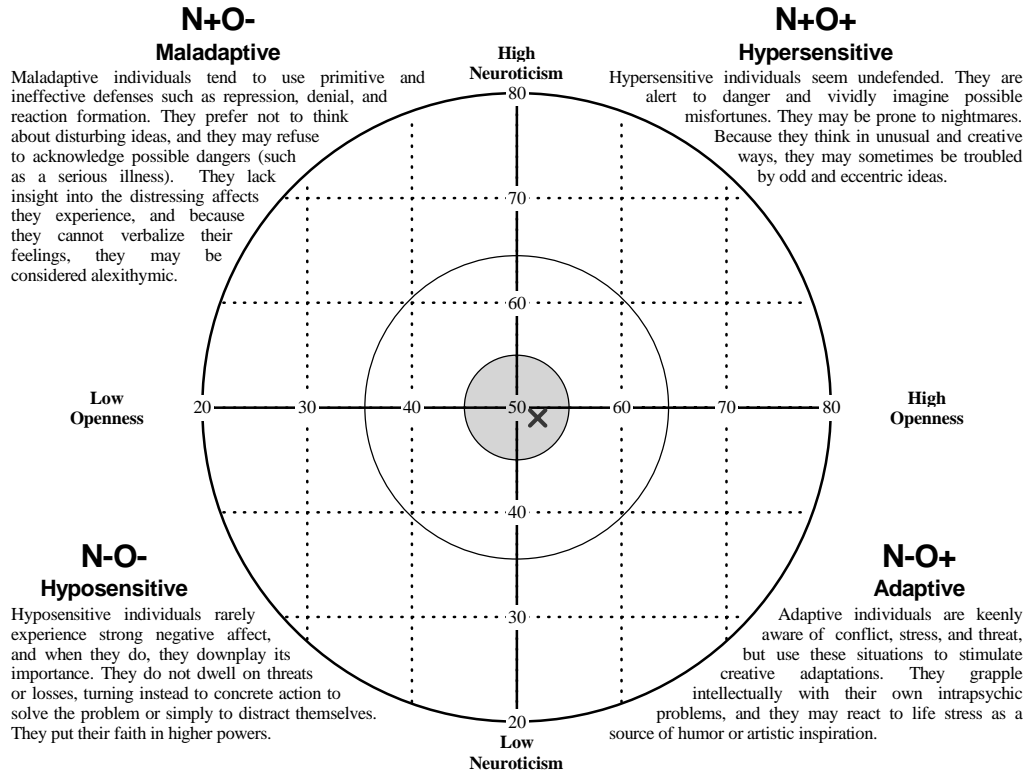 N+O-
Maladaptive
Maladaptive individuals tend to use primitive and
ineffective defenses such as repression, denial, and
reaction formation. They prefer not to think
about disturbing ideas, and they may refuse
to acknowledge possible dangers (such
as a serious illness). They lack
insight into the distressing affects
they experience, and because
they cannot verbalize their
feelings, they may be
considered alexithymic.
High
Neuroticism
N+O+
Hypersensitive
Hypersensitive individuals seem undefended. They are
alert to danger and vividly imagine possible
misfortunes. They may be prone to nightmares.
Because they think in unusual and creative
ways, they may sometimes be troubled
by odd and eccentric ideas.
80
70
60
Low
Openness
20 30 40 50 60 70 80
High
Openness
40
30
20
N-O-
Hyposensitive
Hyposensitive individuals rarely
experience strong negative affect,
and when they do, they downplay its
importance. They do not dwell on threats
or losses, turning instead to concrete action to
solve the problem or simply to distract themselves.
They put their faith in higher powers.
Low
Neuroticism
N-O+
Adaptive
Adaptive individuals are keenly
aware of conflict, stress, and threat,
but use these situations to stimulate
creative adaptations. They grapple
intellectually with their own intrapsychic
problems, and they may react to life stress as a
source of humor or artistic inspiration.